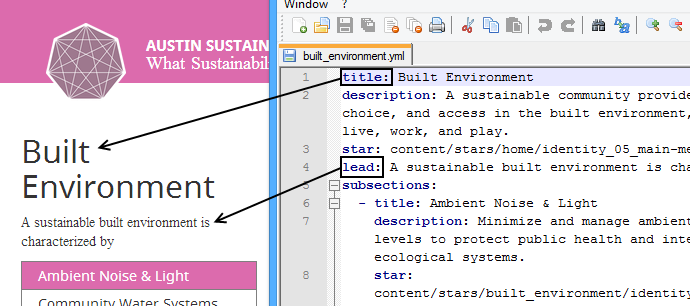 AUSTIN SUSTAIN
What Sustainabil
Built
Environment
A sustainable built environment is
characterized by
Ambient Noise & Light
Community Water Systems
Window ?
built_environment.yml
1 title: Built Environment
2 description: A sustainable community provide
choice, and access in the built environment,
live, work, and play.
3 star: content/stars/home/identity_05_main-me
4 lead: A sustainable built environment is cha
5 subsections:
6 - title: Ambient Noise & Light
7 description: Minimize and manage ambient
levels to protect public health and inte
ecological systems.
8 star:
content/stars/built_environment/identity